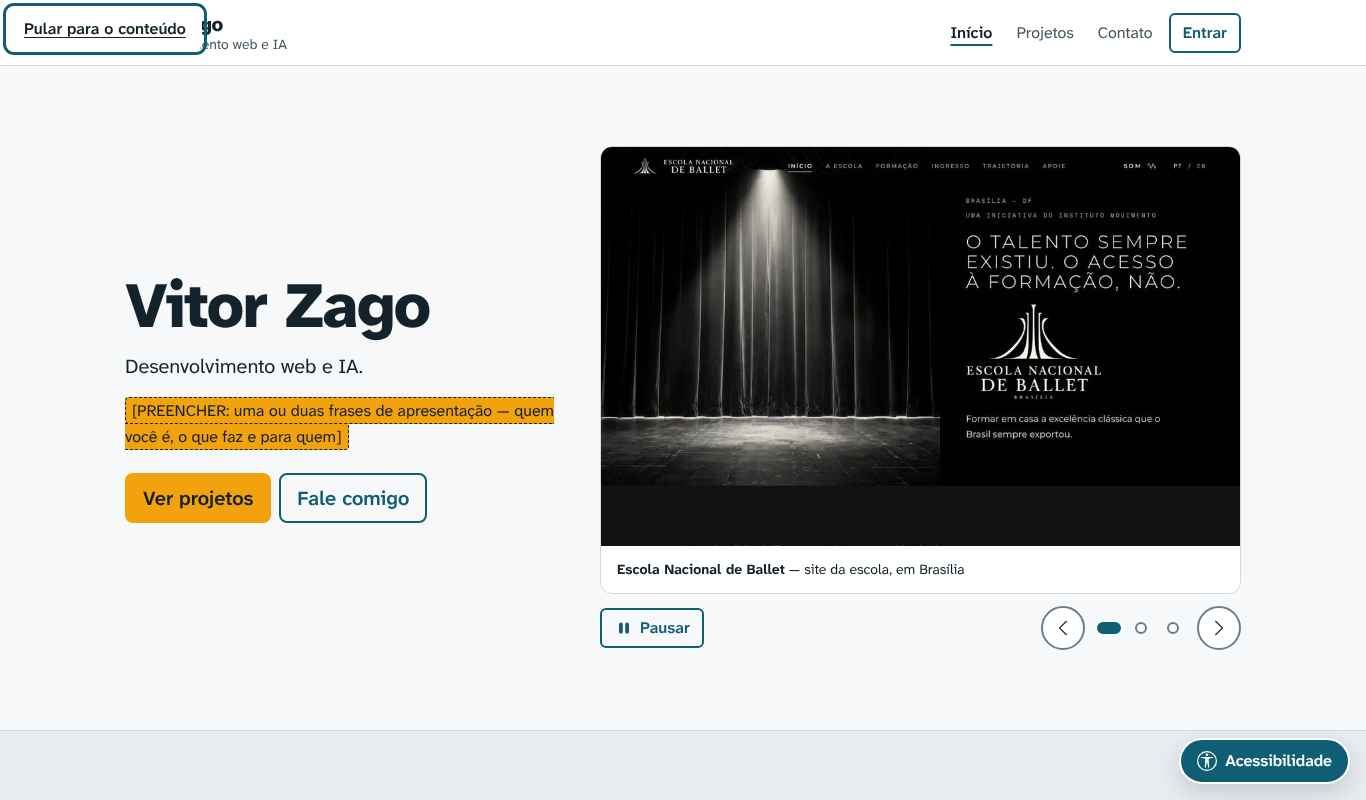 Pular para o conteúdo
go
ento web e IA
Início
Projetos
Contato
Entrar
Vitor Zago
Desenvolvimento web e IA.
[PREENCHER: uma ou duas frases de apresentação — quem
você é, o que faz e para quem]
Ver projetos
Fale comigo
ESCOLA NACIONAL
DE BALLET
INÍCIO
A ESCOLA
FORMAÇÃO
INGRESSO
TRAJETÓRIA
APOIE
SOM
PT / EN
BRASÍLIA — DF
UMA INICIATIVA DO INSTITUTO MOVIMENTO
O TALENTO SEMPRE
EXISTIU. O ACESSO
À FORMAÇÃO, NÃO.
ESCOLA NACIONAL
DE BALLET
BRASÍLIA
Formar em casa a excelência clássica que o
Brasil sempre exportou.
Escola Nacional de Ballet — site da escola, em Brasília
Pausar
Acessibilidade